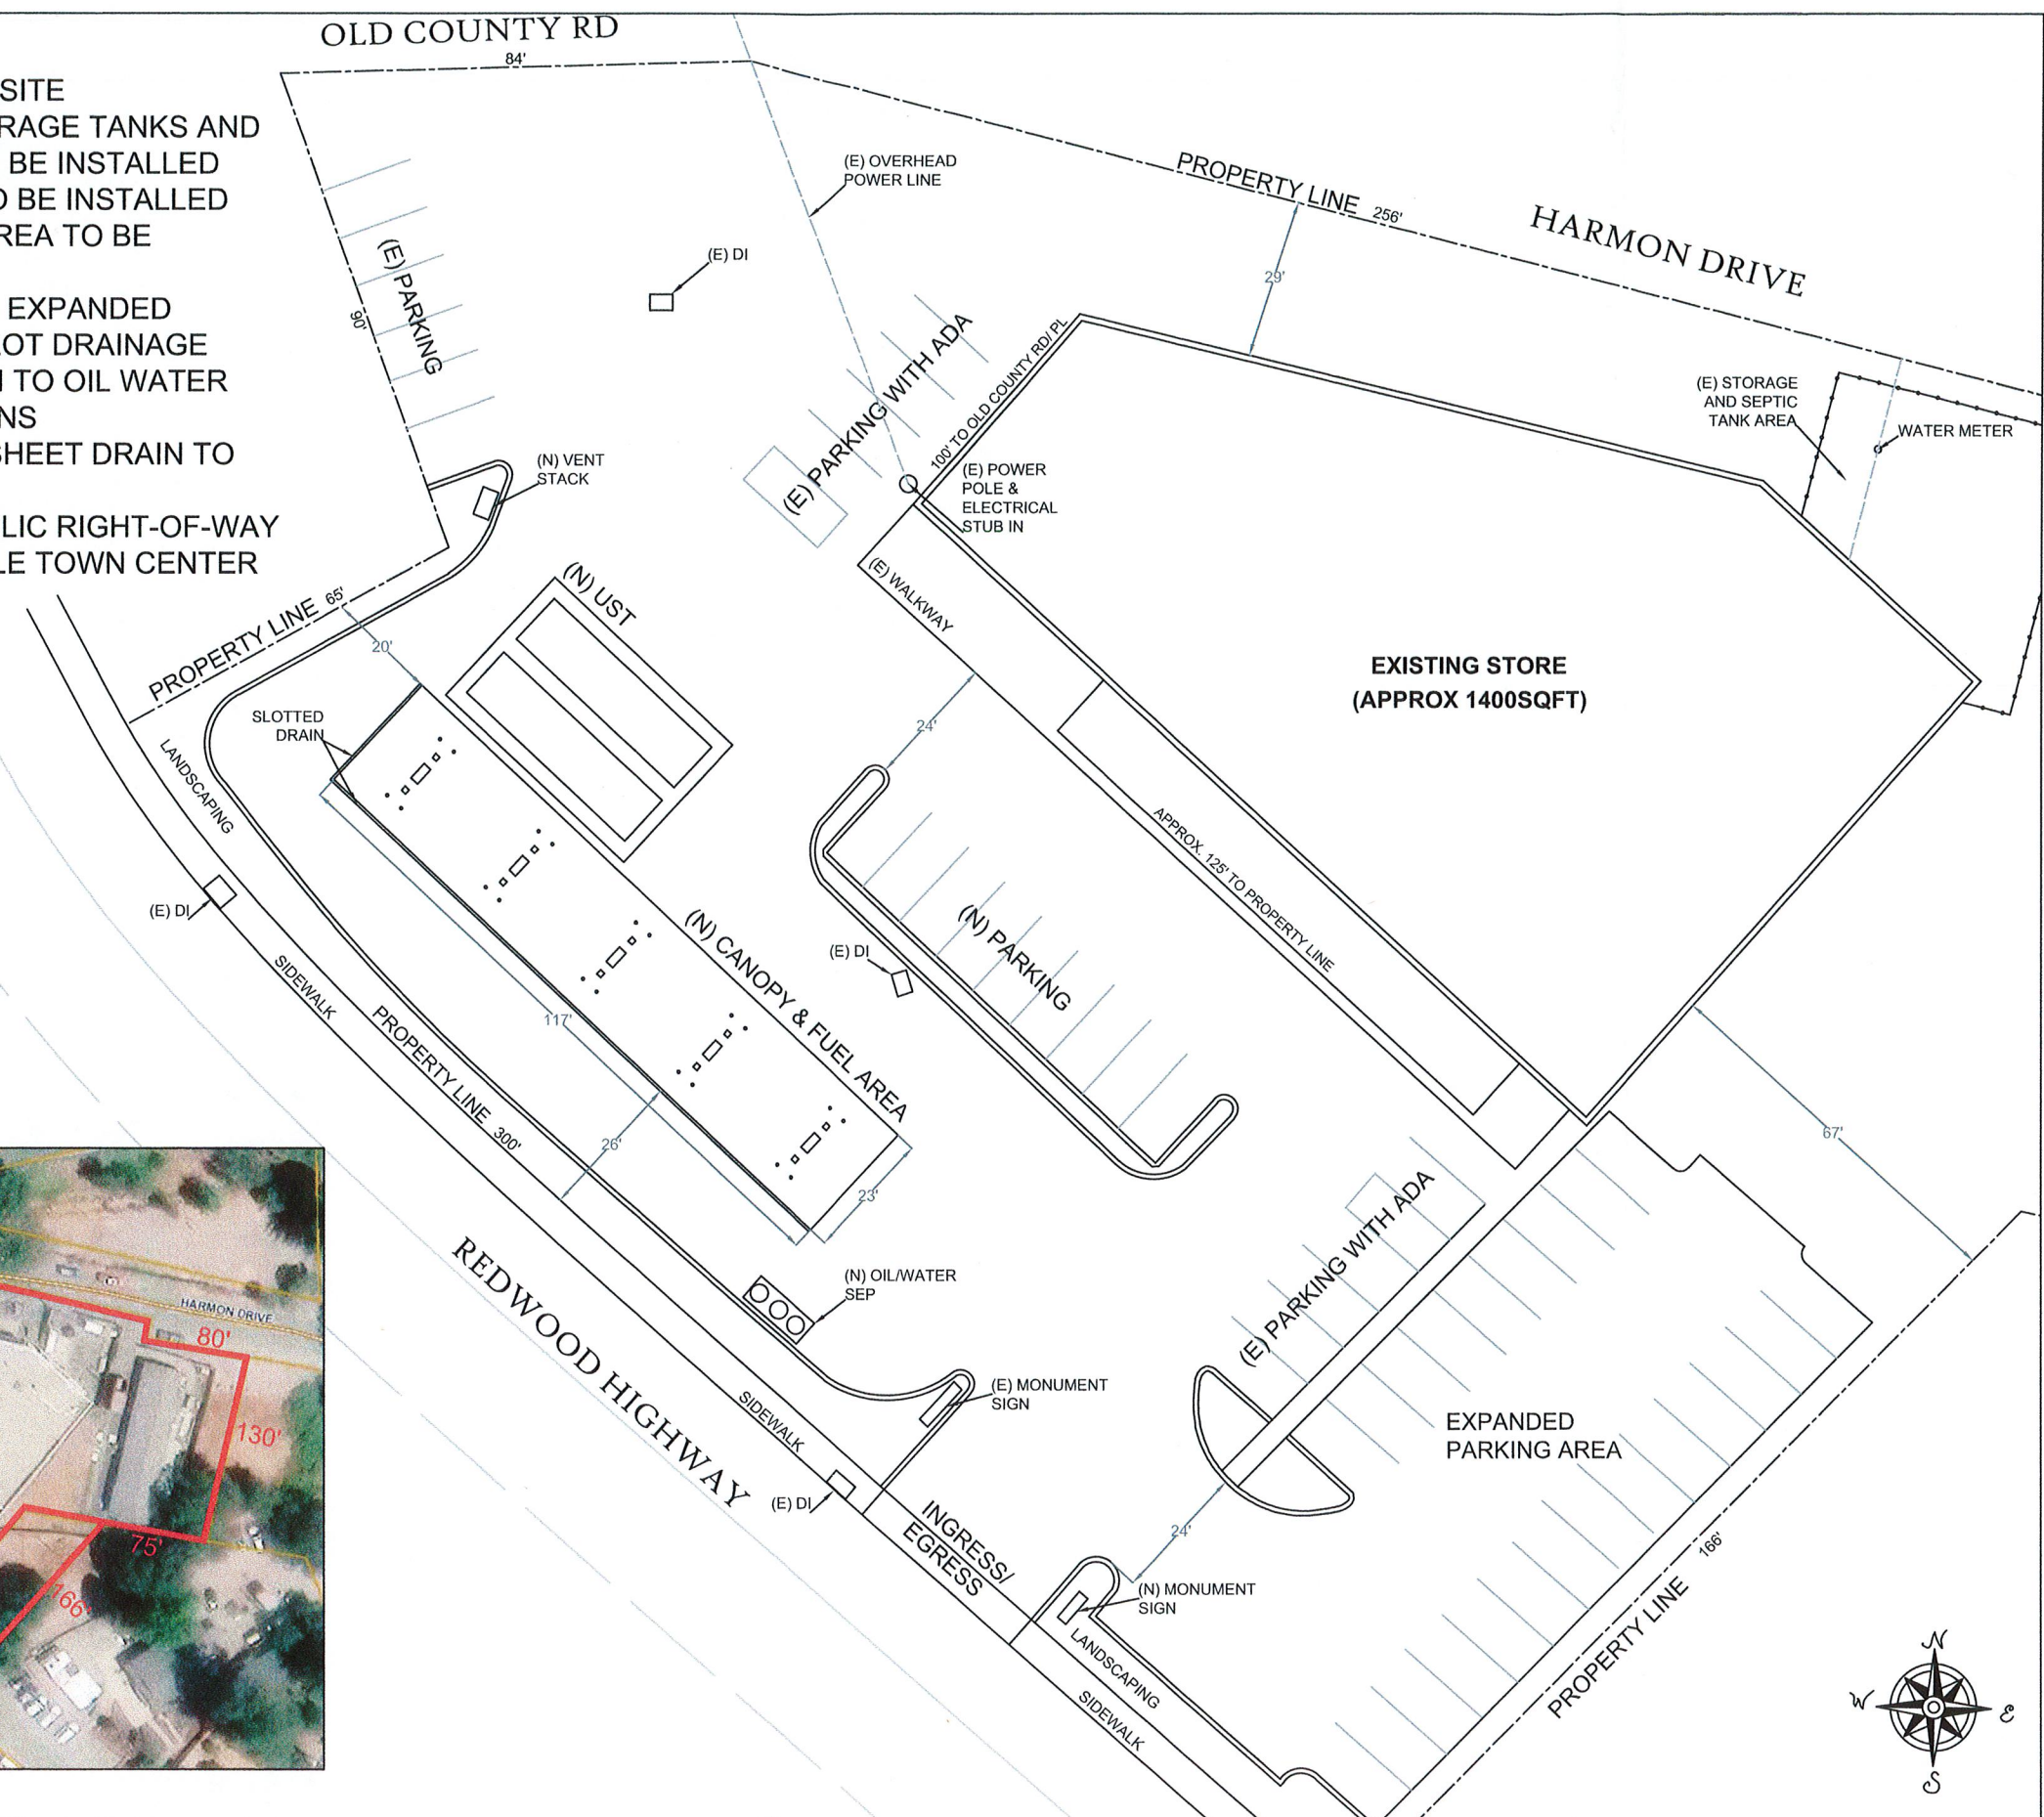 OLD COUNTY RD
84'
SITE
RAGE TANKS AND
BE INSTALLED
BE INSTALLED
REA TO BE
EXPANDED
LOT DRAINAGE
TO OIL WATER
NS
SHEET DRAIN TO
LIC RIGHT-OF-WAY
LE TOWN CENTER
(E) OVERHEAD
POWER LINE
PROPERTY LINE 256'
HARMON DRIVE
29'
(E) DI
(E) PARKING
90'
(E) PARKING WITH ADA
100' TO OLD COUNTY RD/ PL
(E) STORAGE
AND SEPTIC
TANK AREA
WATER METER
(N) VENT
STACK
(E) POWER
POLE &
ELECTRICAL
STUB IN
(E) WALKWAY
(N) UST
PROPERTY LINE 65'
20'
EXISTING STORE
(APPROX 1400SQFT)
SLOTTED
DRAIN
LANDSCAPING
24'
APPROX. 125' TO PROPERTY LINE
(E) DI
(N) CANOPY & FUEL AREA
(E) DI
(N) PARKING
SIDEWALK
PROPERTY LINE 300'
117'
26'
23'
67'
(E) PARKING WITH ADA
REDWOOD HIGHWAY
(N) OIL/WATER
SEP
SIDEWALK
(E) MONUMENT
SIGN
EXPANDED
PARKING AREA
(E) DI
INGRESS/
EGRESS
24'
(N) MONUMENT
SIGN
LANDSCAPING
SIDEWALK
PROPERTY LINE
166'
HARMON DRIVE
80'
130'
75'
166'
N
W
E
S